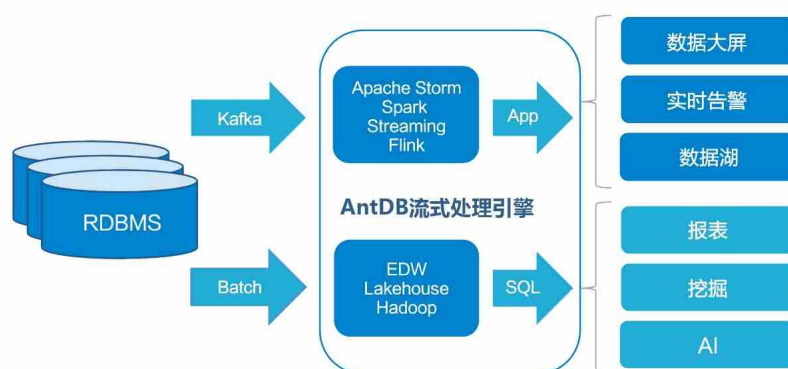 RDBMS
Kafka
Batch
Apache Storm
Spark
Streaming
Flink
App
AntDB流式处理引擎
EDW
Lakehouse
Hadoop
SQL
数据大屏
实时告警
数据湖
报表
挖掘
AI